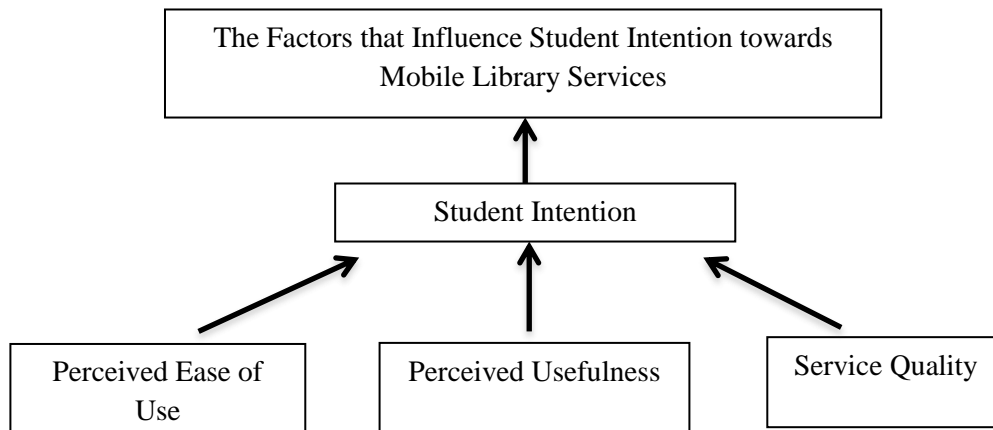 The Factors that Influence Student Intention towards
Mobile Library Services
Student Intention
Perceived Ease of
Use
Perceived Usefulness
Service Quality